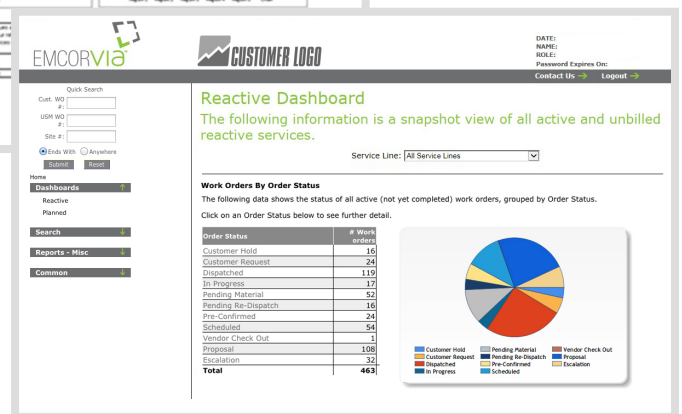 EMCORVIA
CUSTOMER LOGO
DATE:
NAME:
ROLE:
Password Expires On:
Contact Us → Logout →
Quick Search
Cust. WO #:
USM WO #:
Site #:
Ends With Anywhere
Submit Reset
Home
Dashboards ↑
Reactive
Planned
Search ↓
Reports - Misc ↓
Common ↓
Reactive Dashboard
The following information is a snapshot view of all active and unbilled
reactive services.
Service Line: All Service Lines
Work Orders By Order Status
The following data shows the status of all active (not yet completed) work orders, grouped by Order Status.
Click on an Order Status below to see further detail.
Order Status # Work orders
Customer Hold 16
Customer Request 24
Dispatched 119
In Progress 17
Pending Material 52
Pending Re-Dispatch 16
Pre-Confirmed 24
Scheduled 54
Vendor Check Out 1
Proposal 108
Escalation 32
Total 463
Customer Hold Pending Material Vendor Check Out
Customer Request Pending Re-Dispatch Proposal
Dispatched Pre-Confirmed Escalation
In Progress Scheduled